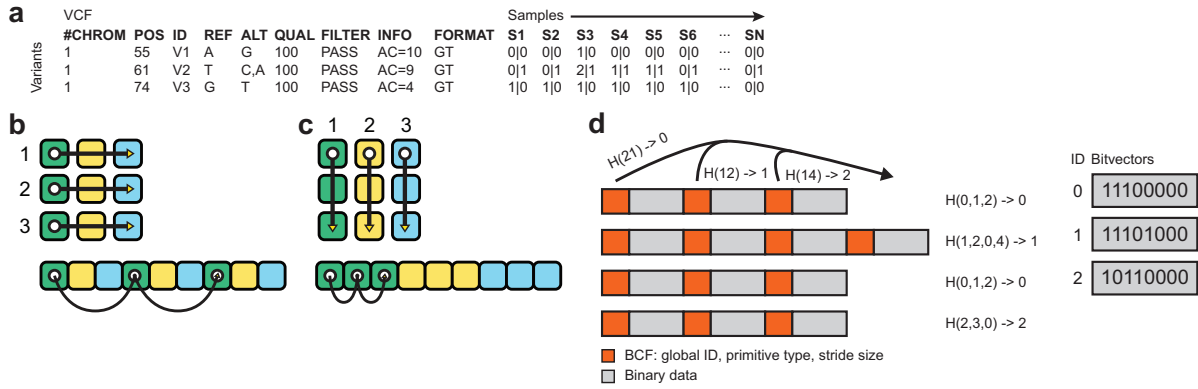 a
VCF
Samples
#CHROM POS ID REF ALT QUAL FILTER INFO FORMAT S1 S2 S3 S4 S5 S6 ... SN
1 55 V1 A G 100 PASS AC=10 GT 0|0 0|0 1|0 0|0 0|0 0|0 ... 0|0
1 61 V2 T C,A 100 PASS AC=9 GT 0|1 0|1 2|1 1|1 1|1 0|1 ... 0|1
1 74 V3 G T 100 PASS AC=4 GT 1|0 1|0 1|0 1|0 1|0 1|0 ... 0|0
Variants
b
1
2
3
c
1 2 3
d
H(21) -> 0
H(12) -> 1
H(14) -> 2
H(0,1,2) -> 0
H(1,2,0,4) -> 1
H(0,1,2) -> 0
H(2,3,0) -> 2
BCF: global ID, primitive type, stride size
Binary data
ID Bitvectors
0 11100000
1 11101000
2 10110000